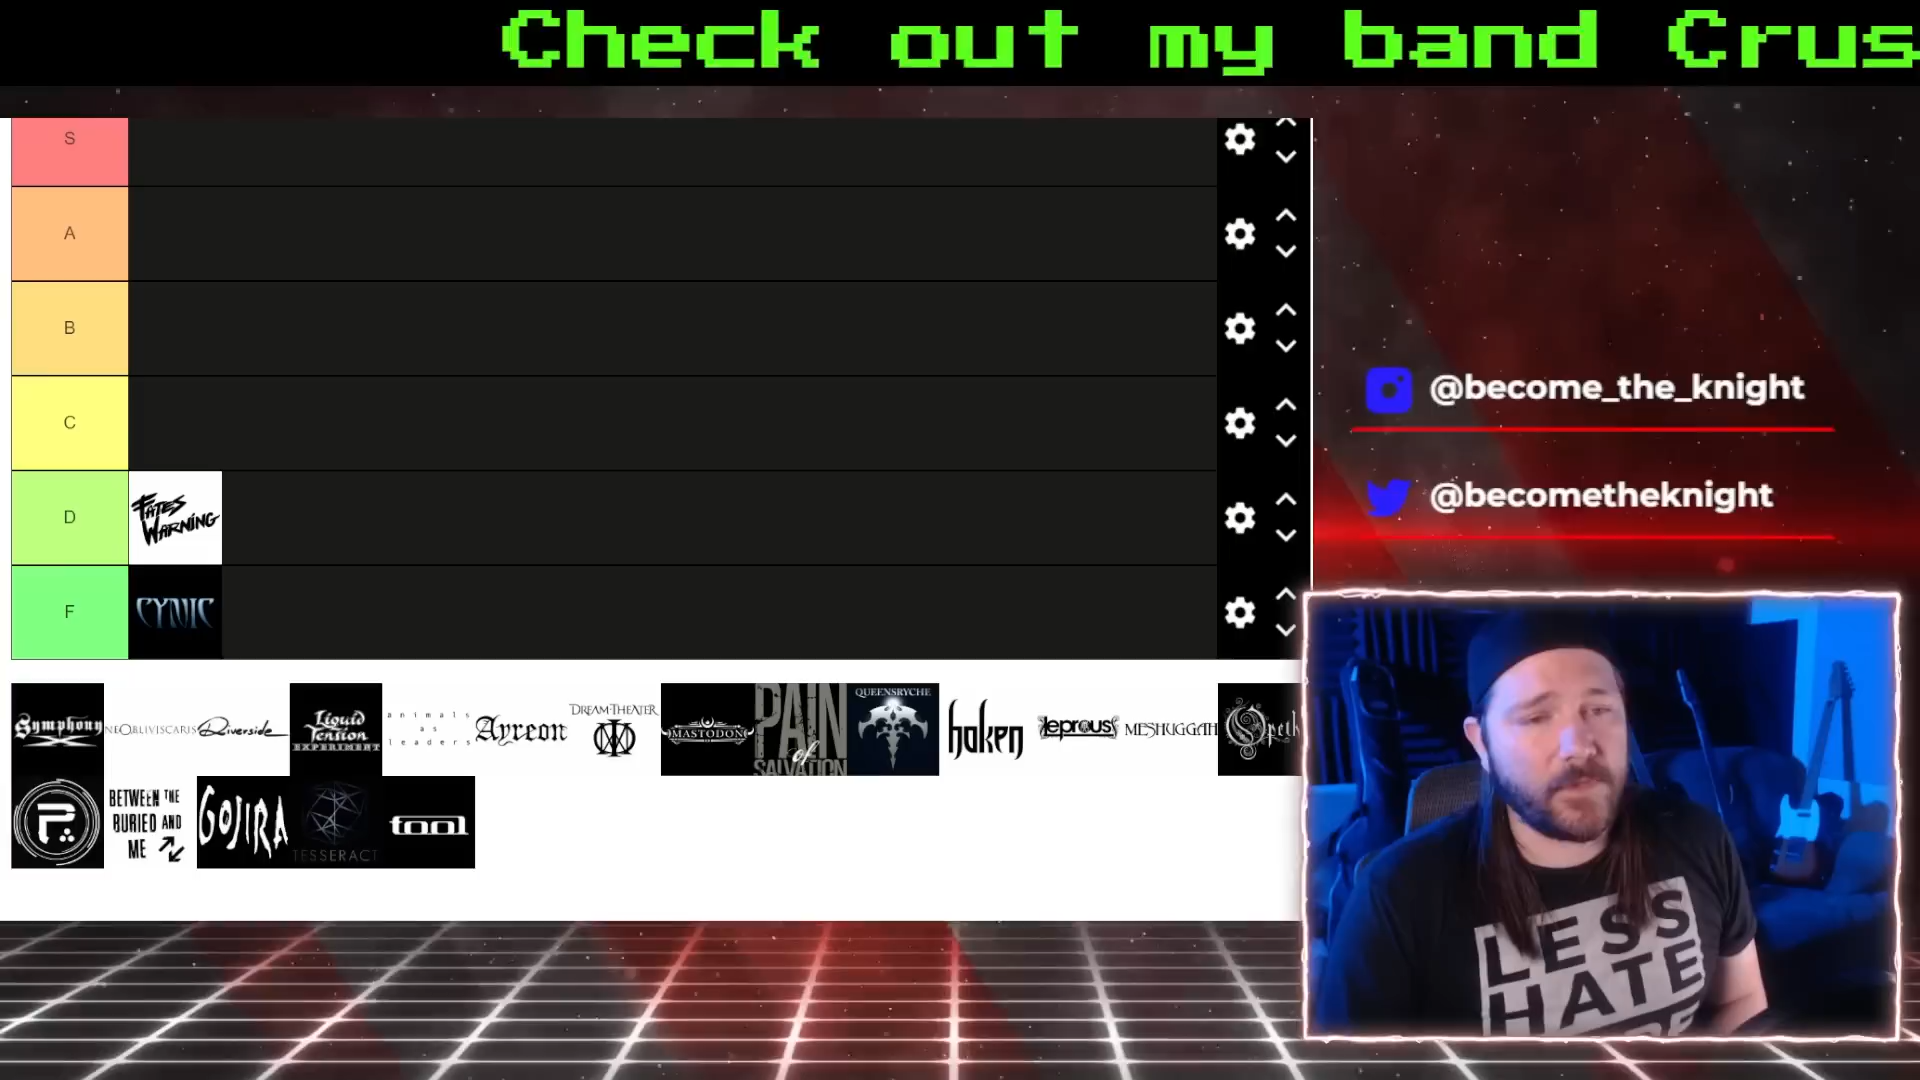 Check out my band Crus
S
A
B
C
D
FATES WARNING
F
CYNIC
@become_the_knight
@becometheknight
Symphony X
NE OBLIVISCARIS
Riverside
Liquid Tension EXPERIMENT
animals as leaders
Ayreon
DREAM THEATER
MASTODON
PAIN of SALVATION
QUEENSRYCHE
haken
leprous
MESHUGGAH
Opeth
P
BETWEEN THE BURIED AND ME
GOJIRA
TESSERACT
tool
LESS
HATE